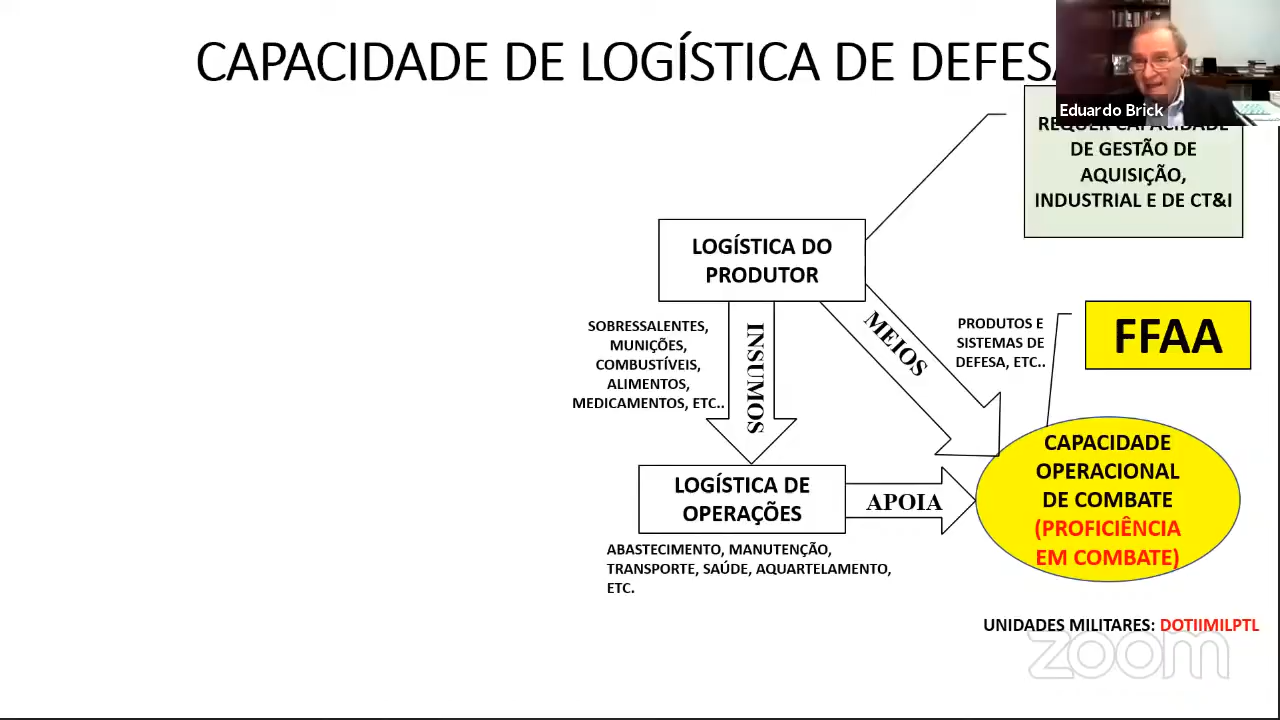 CAPACIDADE DE LOGÍSTICA DE DEFESA
Eduardo Brick
REQUER CAPACIDADE
DE GESTÃO DE
AQUISIÇÃO,
INDUSTRIAL E DE CT&I
LOGÍSTICA DO
PRODUTOR
SOBRESSALENTES,
MUNIÇÕES,
COMBUSTÍVEIS,
ALIMENTOS,
MEDICAMENTOS, ETC..
INSUMOS
MEIOS
PRODUTOS E
SISTEMAS DE
DEFESA, ETC..
FFAA
LOGÍSTICA DE
OPERAÇÕES
APOIA
CAPACIDADE
OPERACIONAL
DE COMBATE
(PROFICIÊNCIA
EM COMBATE)
ABASTECIMENTO, MANUTENÇÃO,
TRANSPORTE, SAÚDE, AQUARTELAMENTO,
ETC.
UNIDADES MILITARES: DOTIIMILPTL
zoom